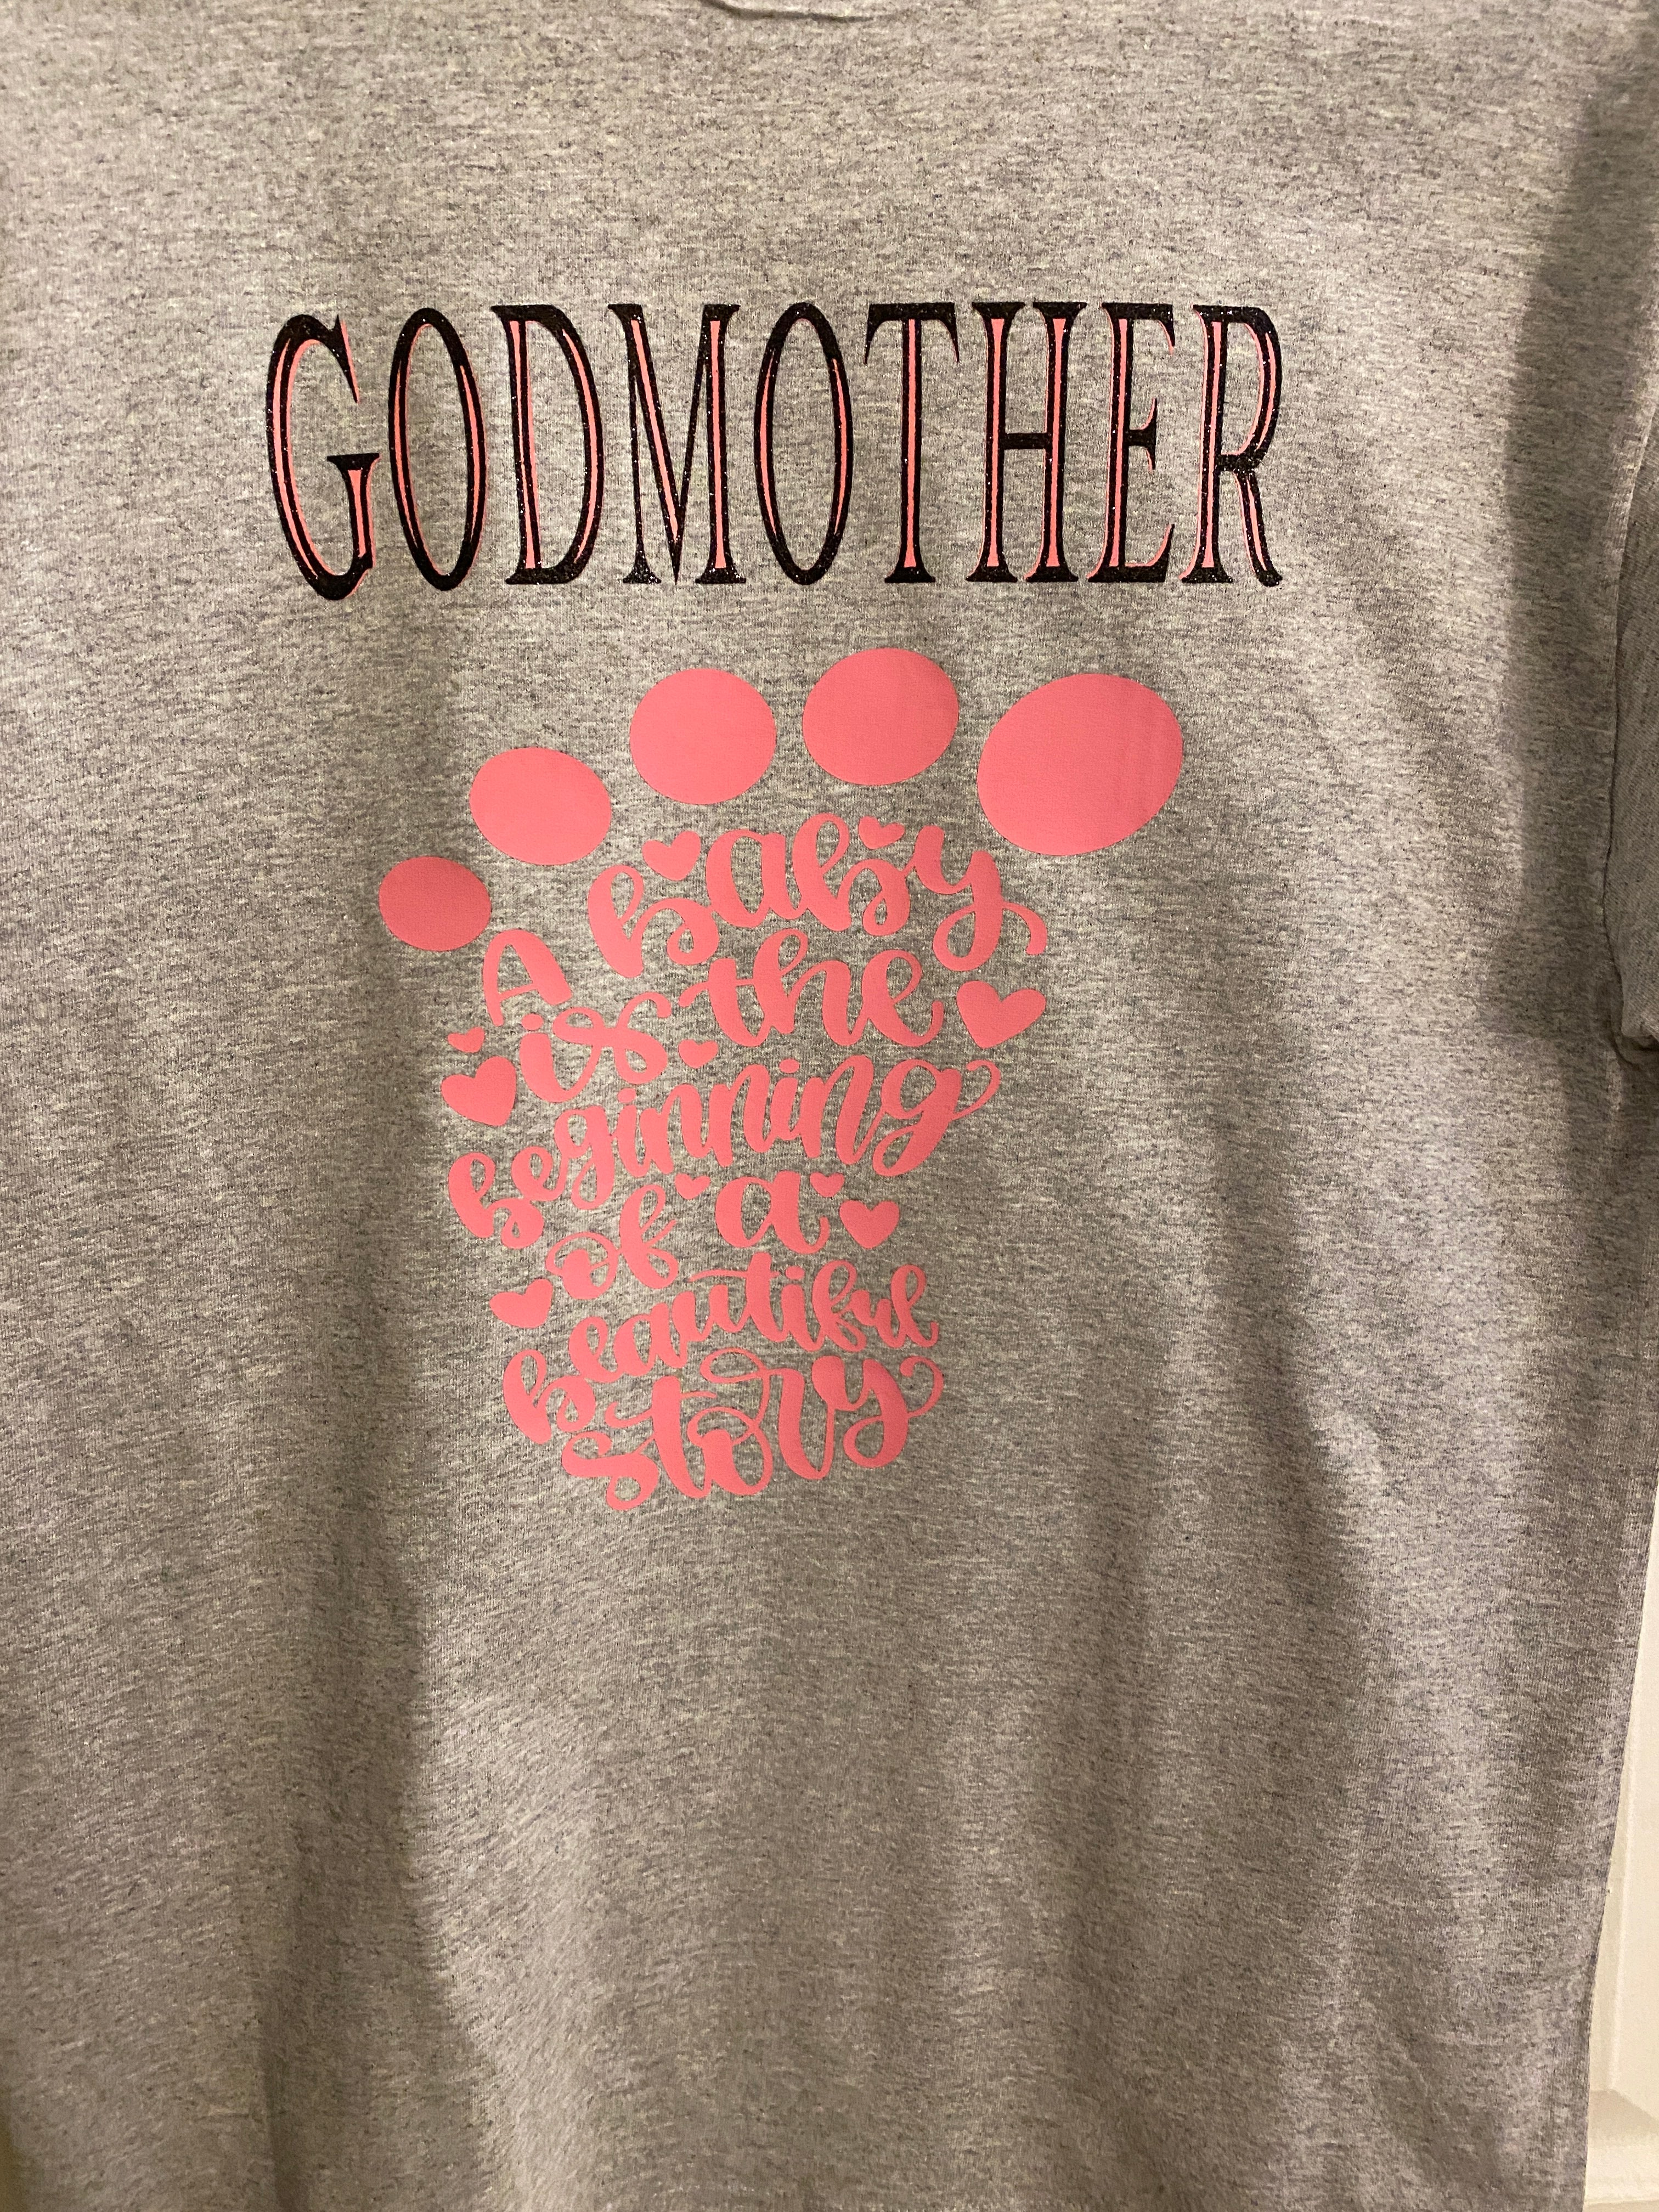 GODMOTHER
A baby
is the
beginning
of a
beautiful
story